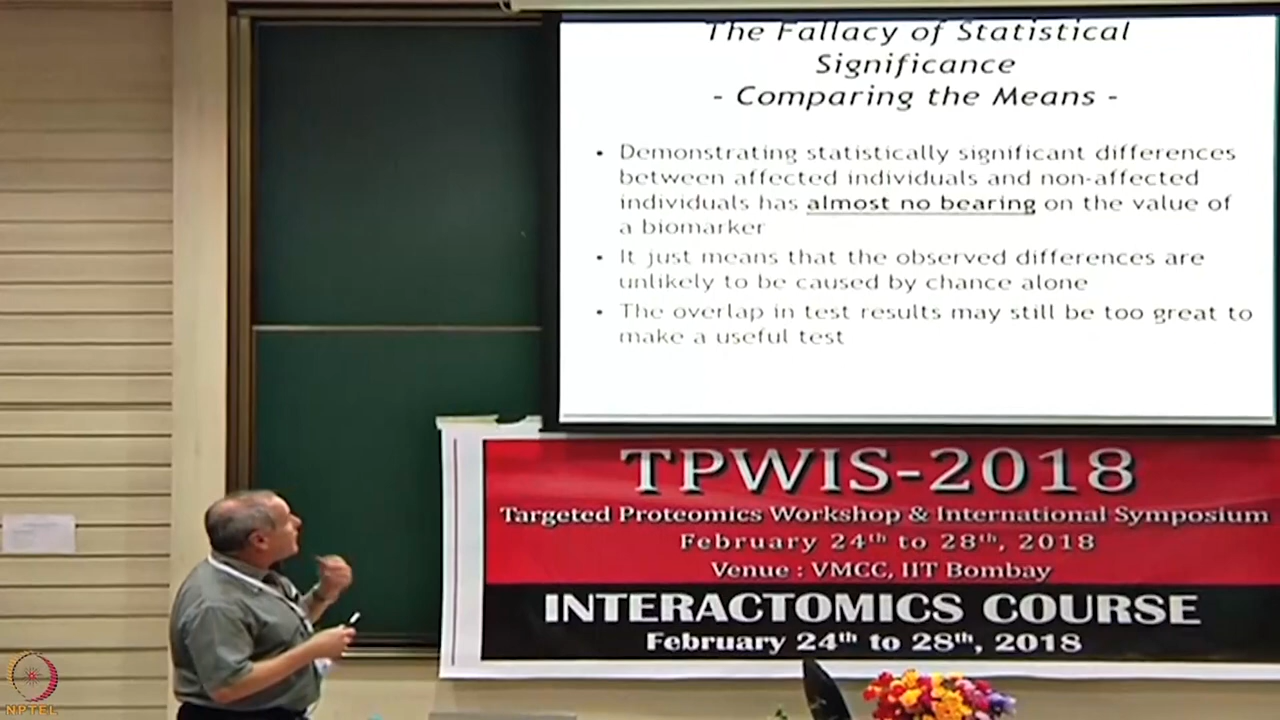 The Fallacy of Statistical
Significance
- Comparing the Means -
• Demonstrating statistically significant differences
between affected individuals and non-affected
individuals has almost no bearing on the value of
a biomarker
• It just means that the observed differences are
unlikely to be caused by chance alone
• The overlap in test results may still be too great to
make a useful test
TPWIS-2018
Targeted Proteomics Workshop & International Symposium
February 24th to 28th, 2018
Venue : VMCC, IIT Bombay
INTERACTOMICS COURSE
February 24th to 28th, 2018
NPTEL